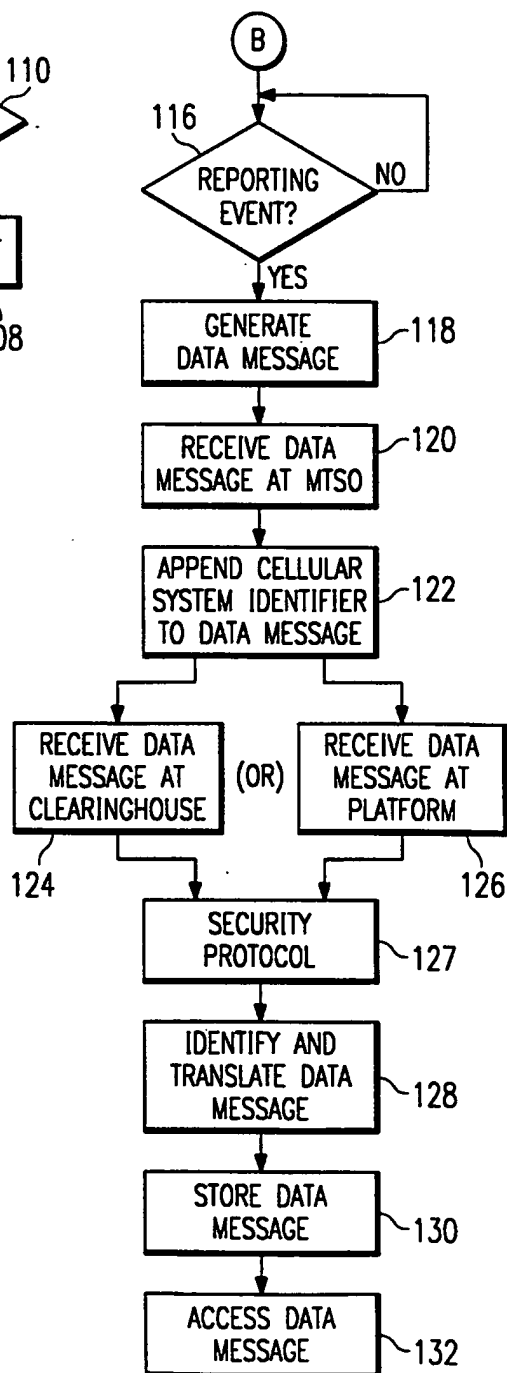 B
110
116
REPORTING
EVENT?
NO
YES
08
GENERATE
DATA MESSAGE
118
RECEIVE DATA
MESSAGE AT MTSO
120
APPEND CELLULAR
SYSTEM IDENTIFIER
TO DATA MESSAGE
122
RECEIVE DATA
MESSAGE AT
CLEARINGHOUSE
124
(OR)
RECEIVE DATA
MESSAGE AT
PLATFORM
126
SECURITY
PROTOCOL
127
IDENTIFY AND
TRANSLATE DATA
MESSAGE
128
STORE DATA
MESSAGE
130
ACCESS DATA
MESSAGE
132